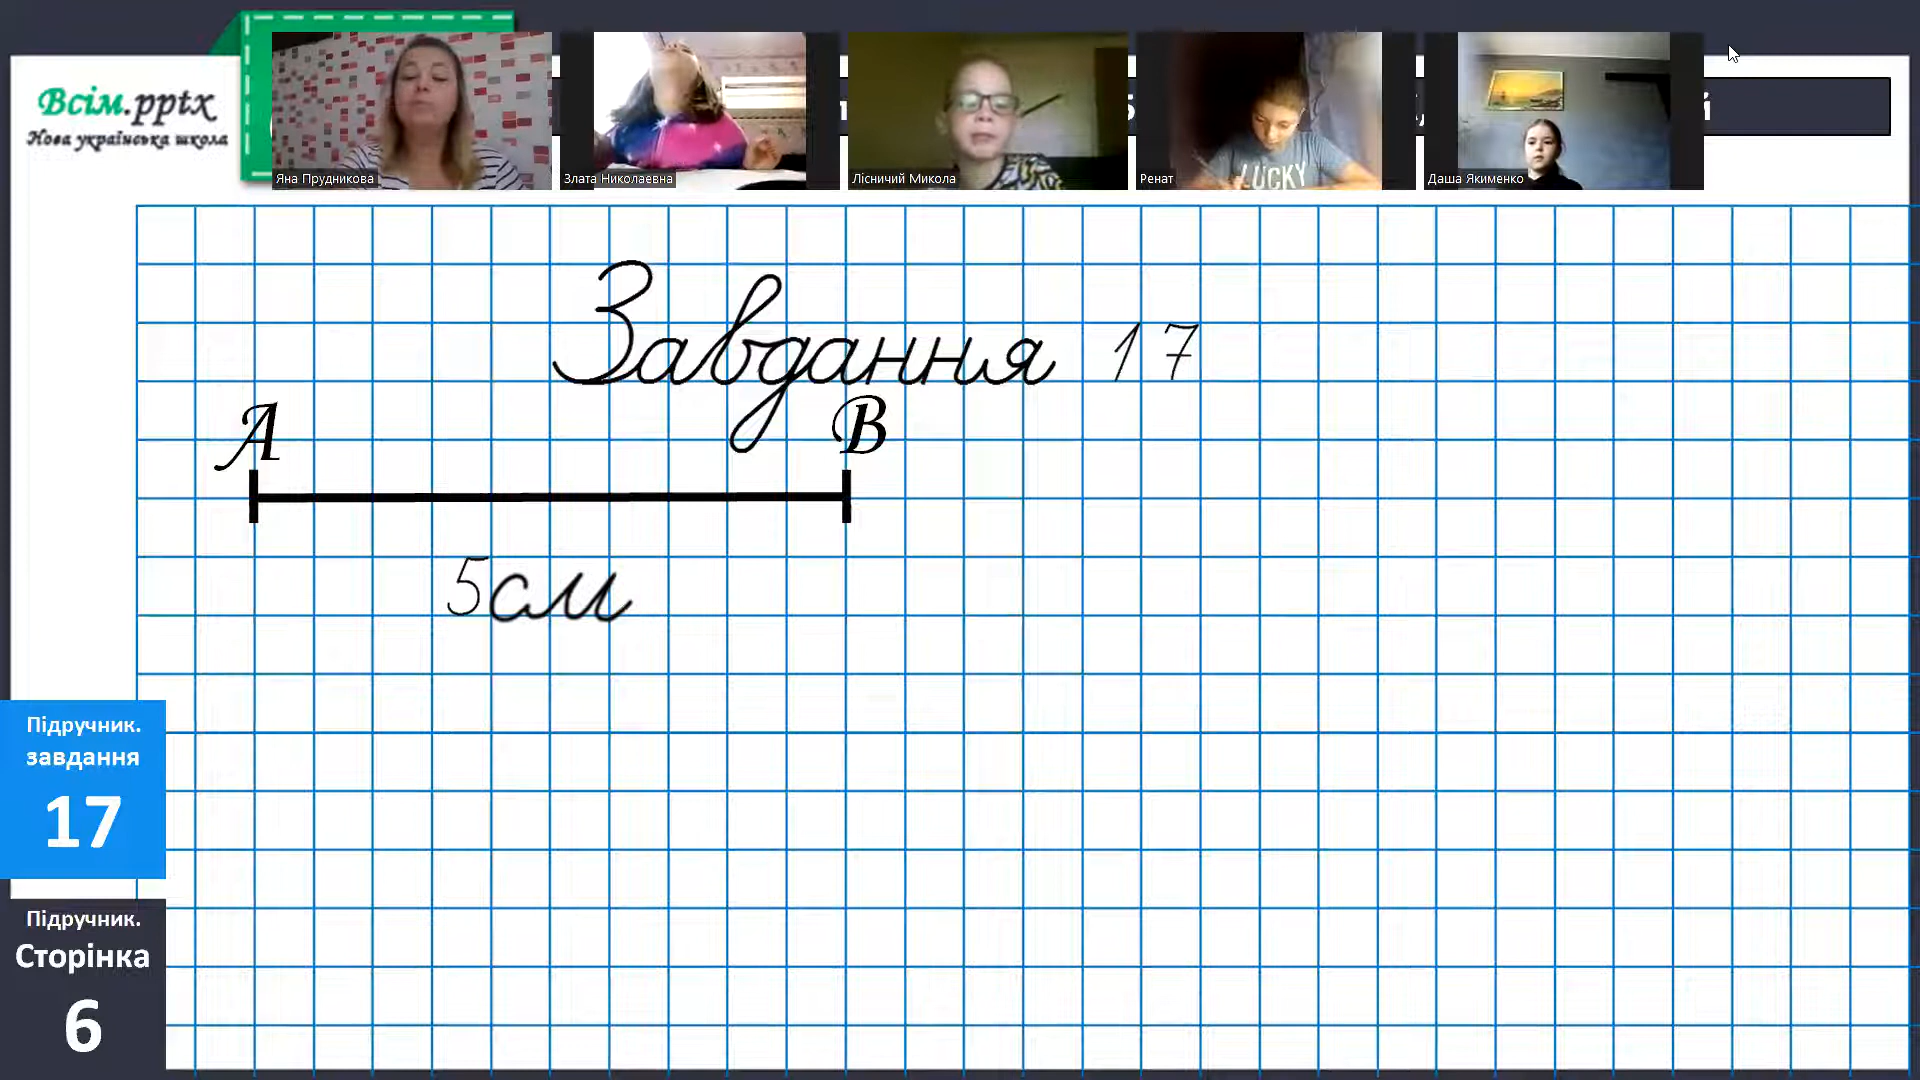 Всім.pptx
Нова українська школа
Яна Прудникова
Злата Николаевна
Лісничий Микола
Ренат
Даша Якименко
Завдання 17
A B
5см
Підручник.
завдання
17
Підручник.
Сторінка
6
LUCKY